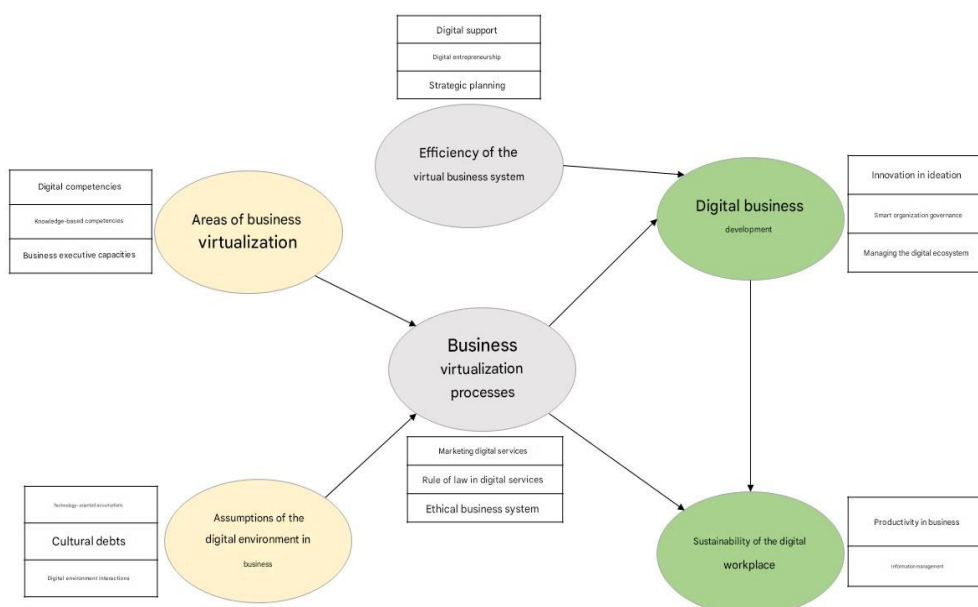 Digital support
Digital entrepreneurship
Strategic planning
Efficiency of the
virtual business system
Digital competencies
Knowledge-based competencies
Business executive capacities
Areas of business
virtualization
Digital business
development
Innovation in ideation
Smart organization governance
Managing the digital ecosystem
Business
virtualization
processes
Marketing digital services
Rule of law in digital services
Ethical business system
Technology-oriented assumptions
Cultural debts
Digital environment interactions
Assumptions of the
digital environment in
business
Sustainability of the digital
workplace
Productivity in business
Information management